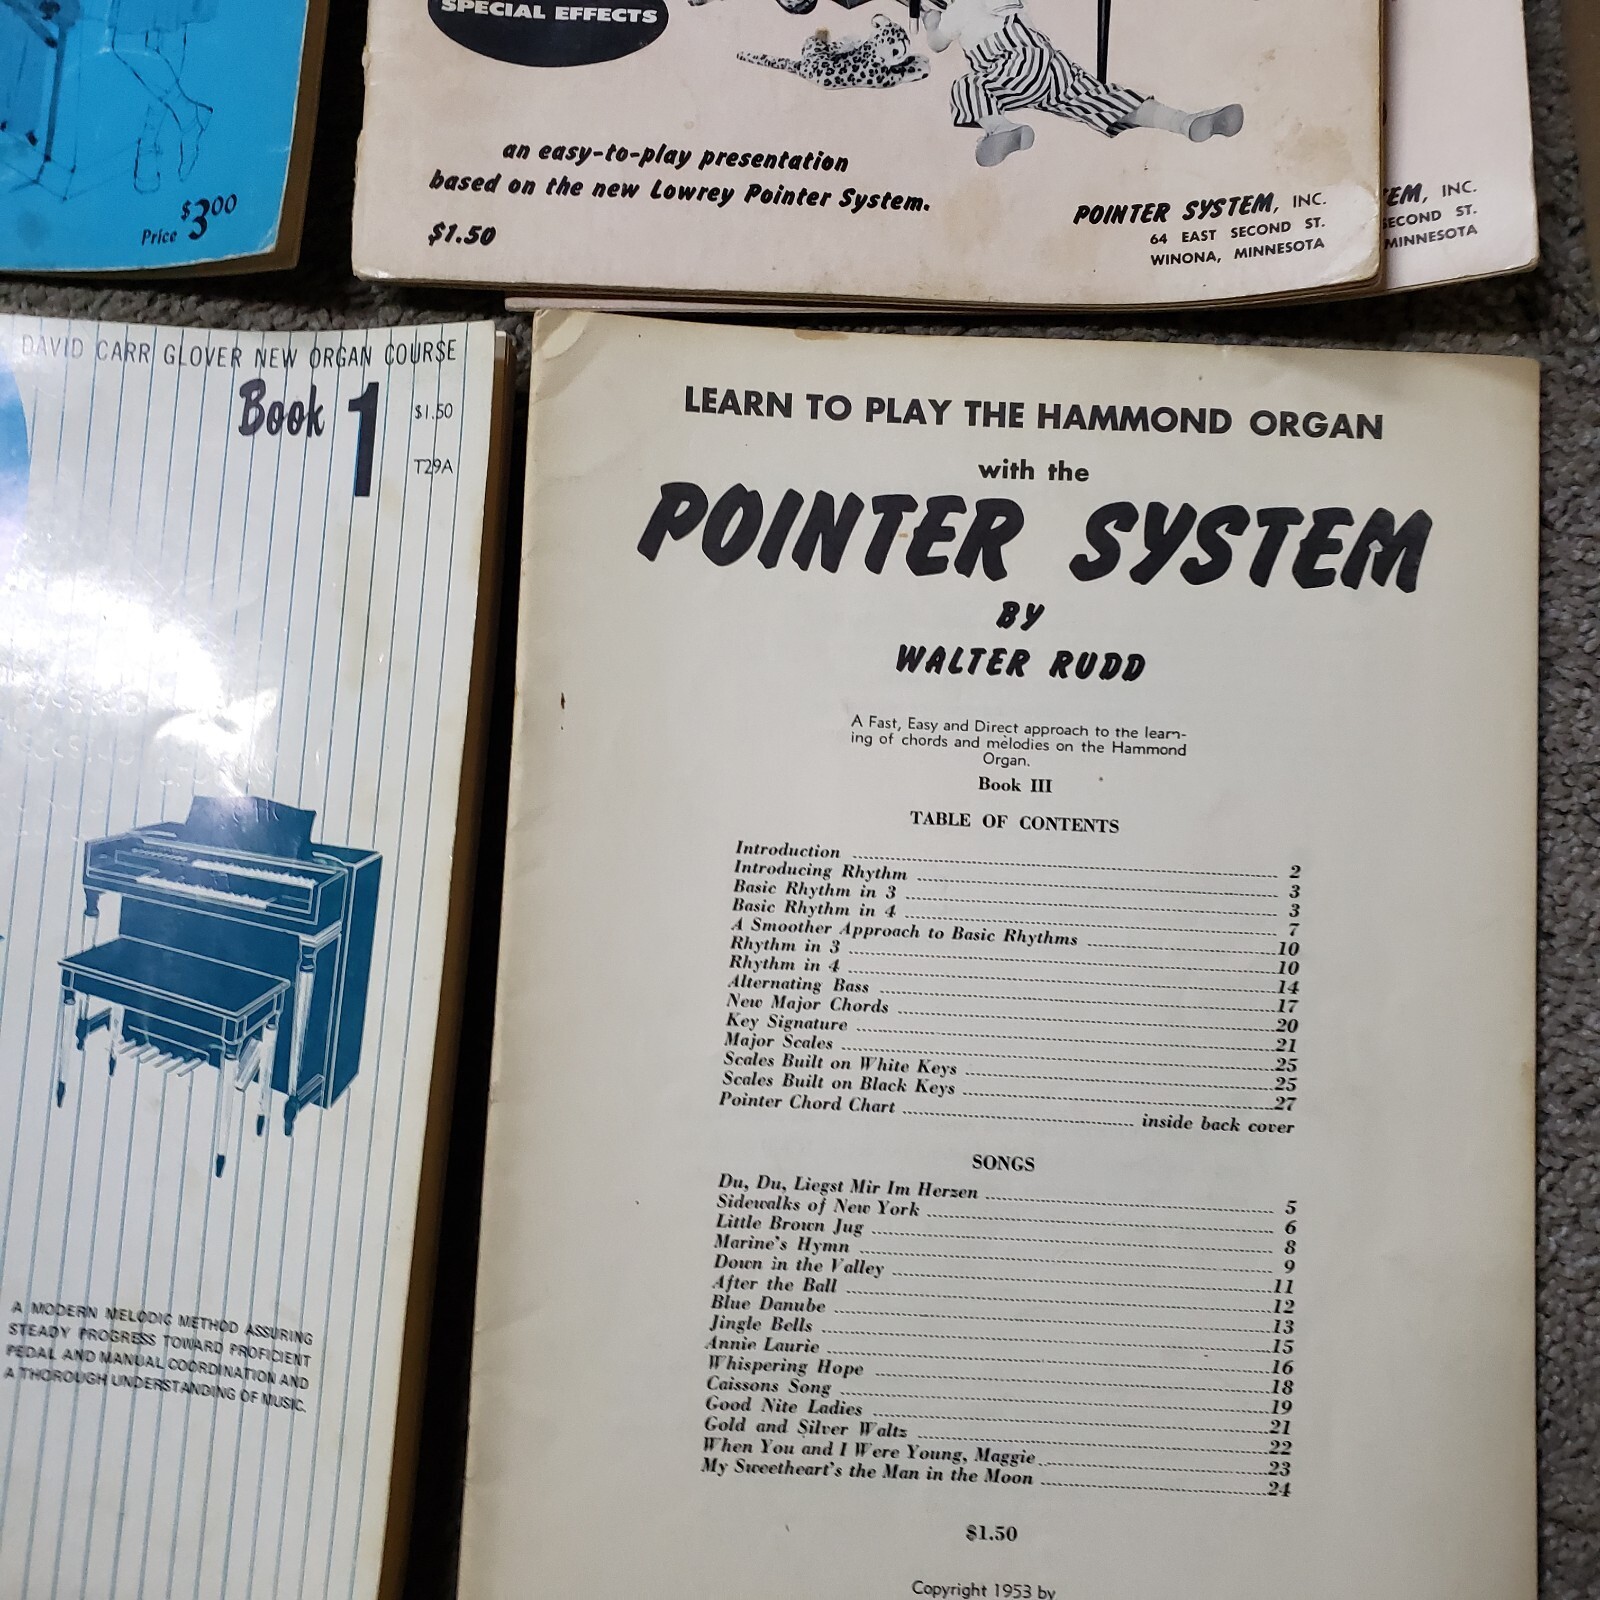 SPECIAL EFFECTS
an easy-to-play presentation
based on the new Lowrey Pointer System.
$1.50
POINTER SYSTEM, INC.
64 EAST SECOND ST.
WINONA, MINNESOTA
EM, INC.
SECOND ST.
MINNESOTA
Price $3.00
DAVID CARR GLOVER NEW ORGAN COURSE
Book 1
$1.50
T29A
A MODERN MELODIC METHOD ASSURING
STEADY PROGRESS TOWARD PROFICIENT
PEDAL AND MANUAL COORDINATION AND
A THOROUGH UNDERSTANDING OF MUSIC.
LEARN TO PLAY THE HAMMOND ORGAN
with the
POINTER SYSTEM
BY
WALTER RUDD
A Fast, Easy and Direct approach to the learn-
ing of chords and melodies on the Hammond
Organ.
Book III
TABLE OF CONTENTS
Introduction 2
Introducing Rhythm 3
Basic Rhythm in 3 3
Basic Rhythm in 4 7
A Smoother Approach to Basic Rhythms 10
Rhythm in 3 10
Rhythm in 4 14
Alternating Bass 17
New Major Chords 20
Key Signature 21
Major Scales 25
Scales Built on White Keys 25
Scales Built on Black Keys 27
Pointer Chord Chart inside back cover
SONGS
Du, Du, Liegst Mir Im Herzen 5
Sidewalks of New York 6
Little Brown Jug 8
Marine's Hymn 9
Down in the Valley 11
After the Ball 12
Blue Danube 13
Jingle Bells 15
Annie Laurie 16
Whispering Hope 18
Caissons Song 19
Good Nite Ladies 21
Gold and Silver Waltz 22
When You and I Were Young, Maggie 23
My Sweetheart's the Man in the Moon 24
$1.50
Copyright 1953 by